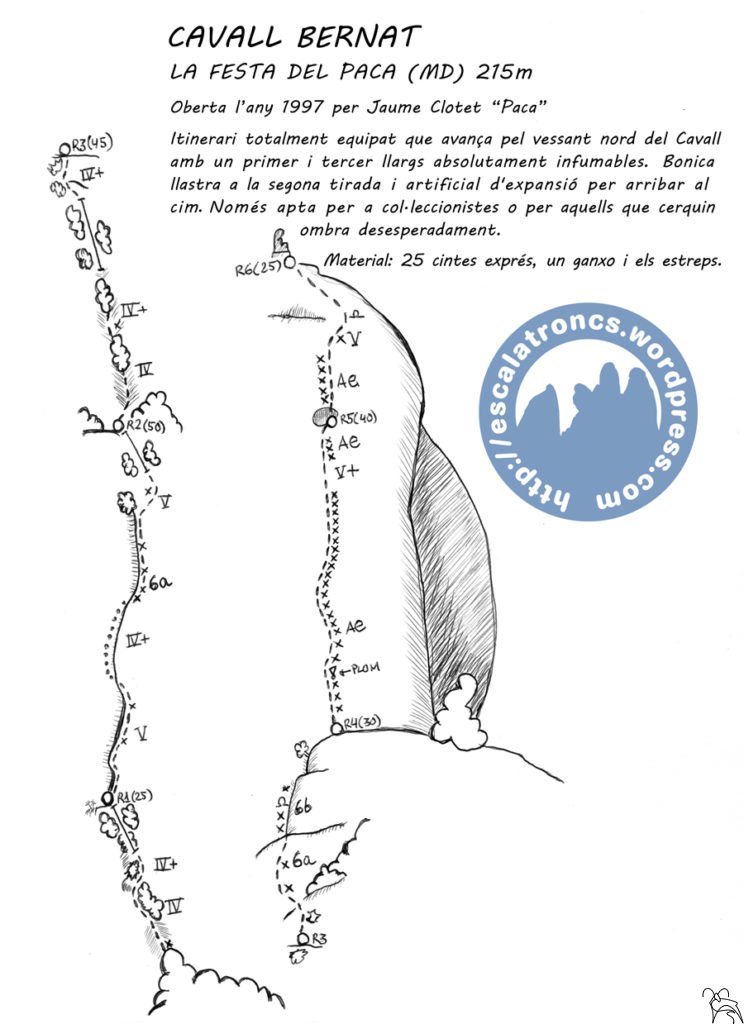 CAVALL BERNAT
LA FESTA DEL PACA (MD) 215m
Oberta l'any 1997 per Jaume Clotet "Paca"
Itinerari totalment equipat que avança pel vessant nord del Cavall
amb un primer i tercer llargs absolutament infumables. Bonica
llastra a la segona tirada i artificial d'expansió per arribar al
cim. Només apta per a col·leccionistes o per aquells que cerquin
ombra desesperadament.
Material: 25 cintes exprés, un ganxo i els estreps.
R3(45)
IV+
IV+
IV
R2(50)
V
6a
IV+
V
R1(25)
IV+
IV
R6(25)
V
Ae
R5(40)
Ae
V+
Ae
←PLOM
R4(30)
6b
6a
R3
http://escalatroncs.wordpress.com